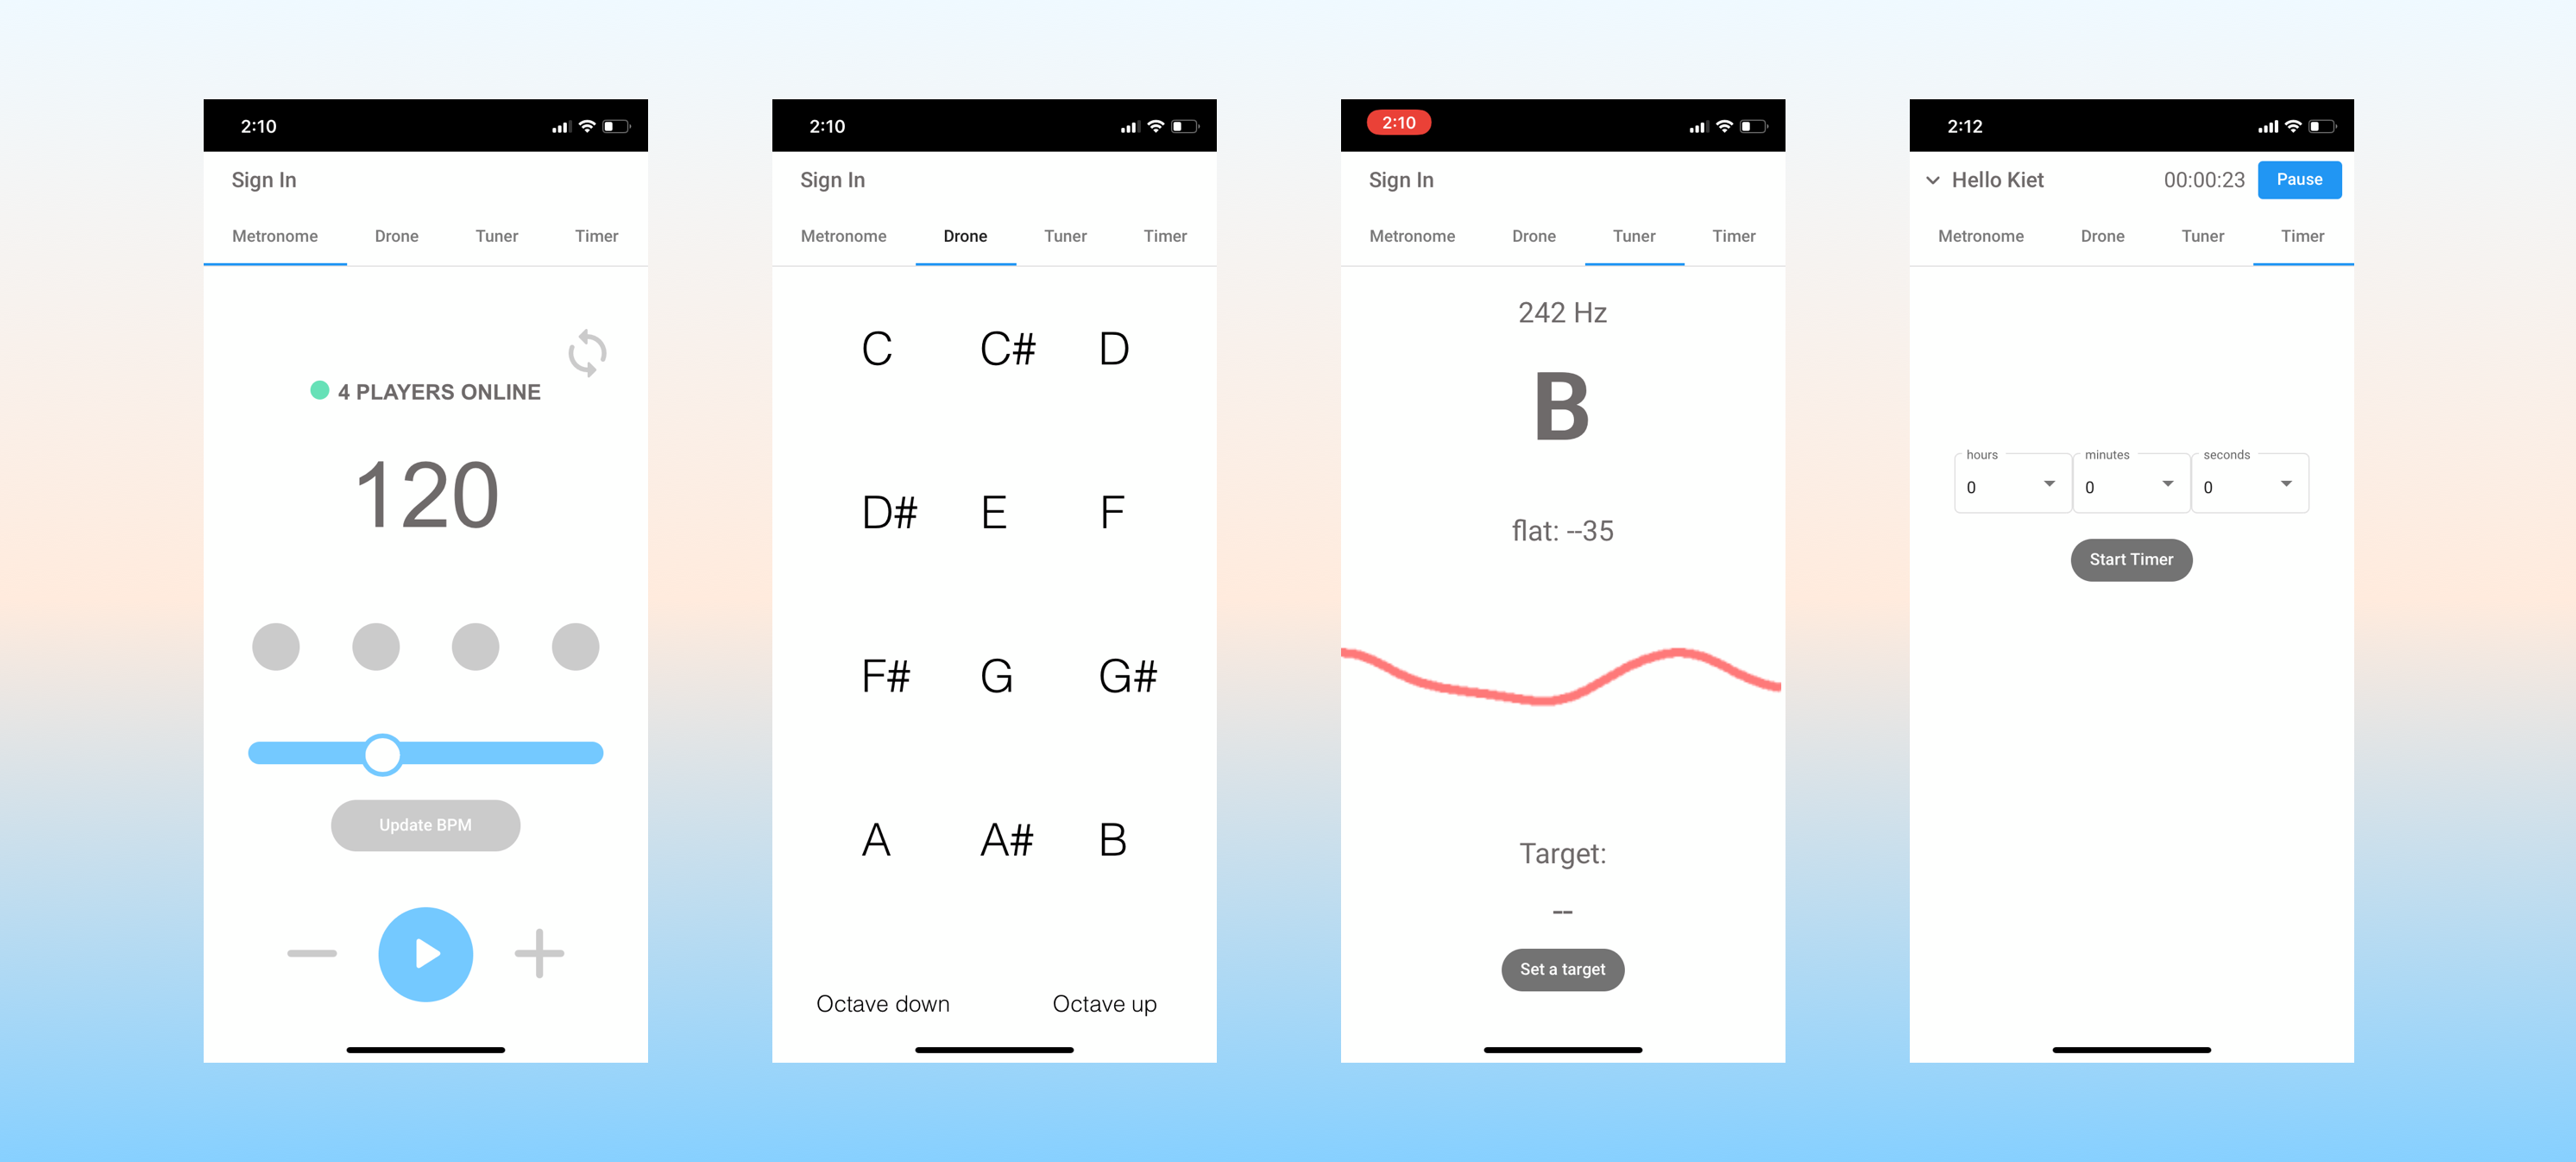 2:10
Sign In
Metronome Drone Tuner Timer
4 PLAYERS ONLINE
120
Update BPM
2:10
Sign In
Metronome Drone Tuner Timer
C C# D
D# E F
F# G G#
A A# B
Octave down Octave up
2:10
Sign In
Metronome Drone Tuner Timer
242 Hz
B
flat: --35
Target:
--
Set a target
2:12
Hello Kiet 00:00:23 Pause
Metronome Drone Tuner Timer
hours minutes seconds
0 0 0
Start Timer